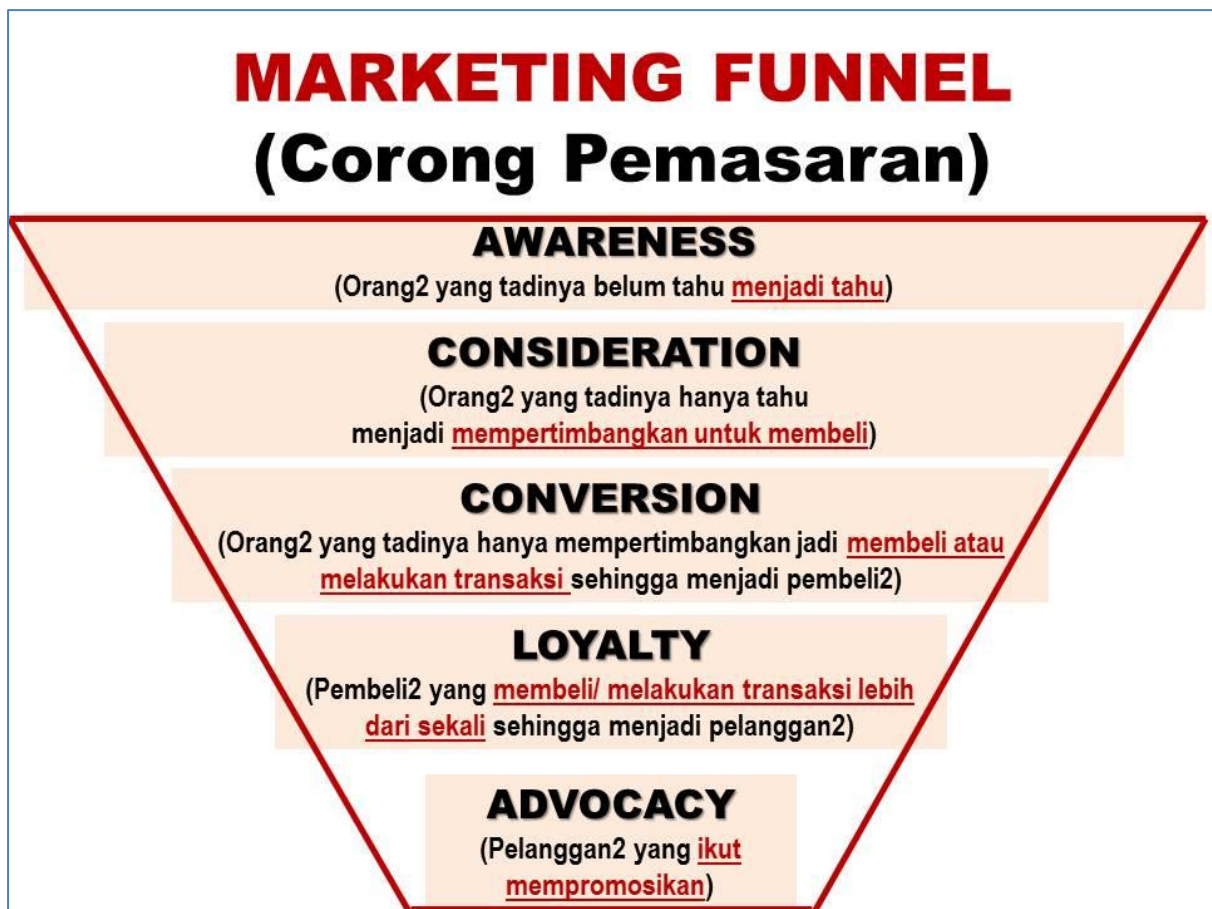 MARKETING FUNNEL
(Corong Pemasaran)
AWARENESS
(Orang2 yang tadinya belum tahu menjadi tahu)
CONSIDERATION
(Orang2 yang tadinya hanya tahu
menjadi mempertimbangkan untuk membeli)
CONVERSION
(Orang2 yang tadinya hanya mempertimbangkan jadi membeli atau
melakukan transaksi sehingga menjadi pembeli2)
LOYALTY
(Pembeli2 yang membeli/ melakukan transaksi lebih
dari sekali sehingga menjadi pelanggan2)
ADVOCACY
(Pelanggan2 yang ikut
mempromosikan)